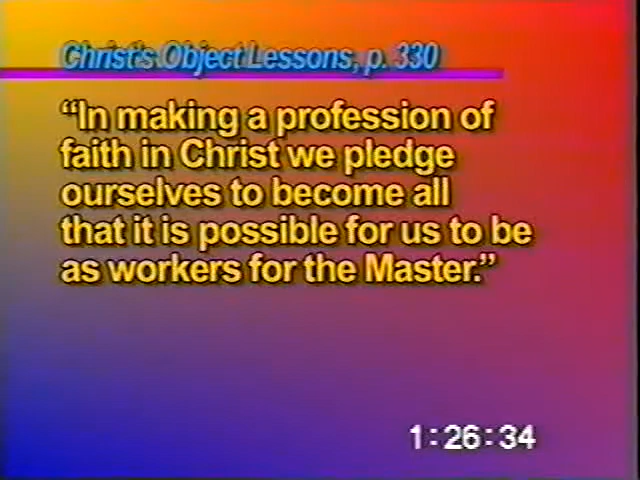 Christ's Object Lessons, p. 330
“In making a profession of
faith in Christ we pledge
ourselves to become all
that it is possible for us to be
as workers for the Master.”
1:26:34